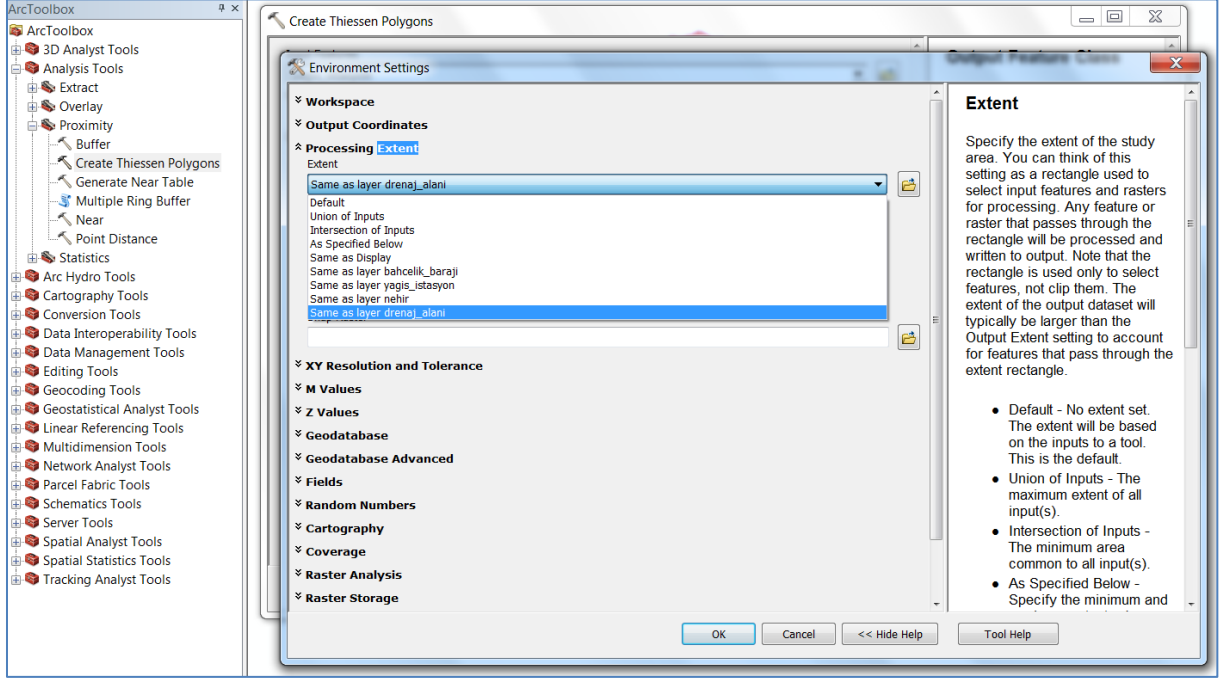 ArcToolbox
ArcToolbox
3D Analyst Tools
Analysis Tools
Extract
Overlay
Proximity
Buffer
Create Thiessen Polygons
Generate Near Table
Multiple Ring Buffer
Near
Point Distance
Statistics
Arc Hydro Tools
Cartography Tools
Conversion Tools
Data Interoperability Tools
Data Management Tools
Editing Tools
Geocoding Tools
Geostatistical Analyst Tools
Linear Referencing Tools
Multidimension Tools
Network Analyst Tools
Parcel Fabric Tools
Schematics Tools
Server Tools
Spatial Analyst Tools
Spatial Statistics Tools
Tracking Analyst Tools
Create Thiessen Polygons
Output Feature Class
Environment Settings
Workspace
Output Coordinates
Processing Extent
Extent
Same as layer drenaj_alani
Default
Union of Inputs
Intersection of Inputs
As Specified Below
Same as Display
Same as layer bahcelik_baraji
Same as layer yagis_istasyon
Same as layer nehir
Same as layer drenaj_alani
XY Resolution and Tolerance
M Values
Z Values
Geodatabase
Geodatabase Advanced
Fields
Random Numbers
Cartography
Coverage
Raster Analysis
Raster Storage
OK
Cancel
<< Hide Help
Tool Help
Extent
Specify the extent of the study
area. You can think of this
setting as a rectangle used to
select input features and rasters
for processing. Any feature or
raster that passes through the
rectangle will be processed and
written to output. Note that the
rectangle is used only to select
features, not clip them. The
extent of the output dataset will
typically be larger than the
Output Extent setting to account
for features that pass through the
extent rectangle.
● Default - No extent set.
The extent will be based
on the inputs to a tool.
This is the default.
● Union of Inputs - The
maximum extent of all
input(s).
● Intersection of Inputs -
The minimum area
common to all input(s).
● As Specified Below -
Specify the minimum and